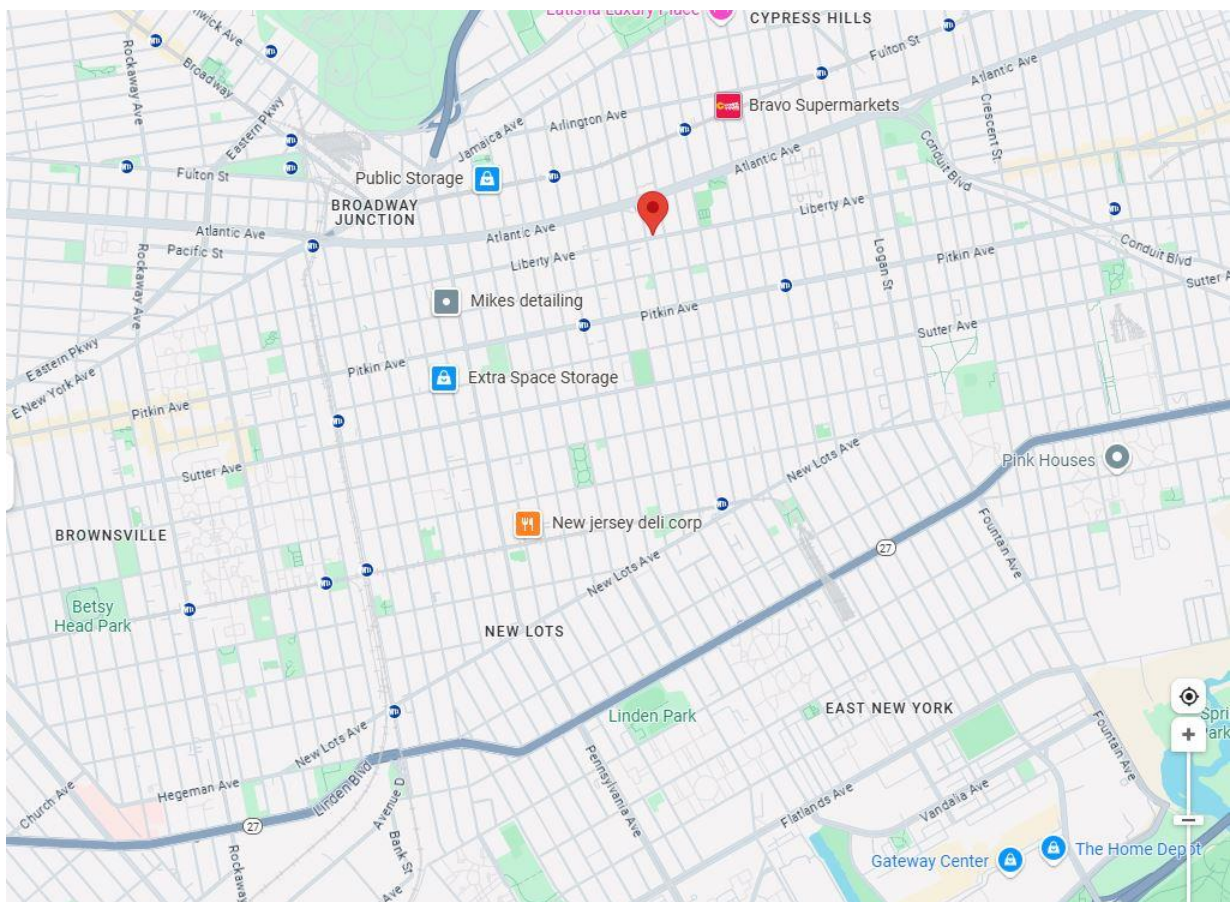 CYPRESS HILLS
Rockaway Ave
Broadway
Eastern Pkwy
Fulton St
Atlantic Ave
Crescent St.
Bravo Supermarkets
Arlington Ave
Jamaica Ave
Conduit Blvd
Atlantic Ave
Fulton St
Public Storage
BROADWAY
JUNCTION
Liberty Ave
Atlantic Ave
Atlantic Ave
Pacific St
Liberty Ave
Logan St
Pitkin Ave
Conduit Blvd
Rockaway Ave
Mikes detailing
Pitkin Ave
Sutter Ave
Sutter A
Eastern Pkwy
E New York Ave
Pitkin Ave
Extra Space Storage
Pitkin Ave
Sutter Ave
New Lots Ave
Pink Houses
New jersey deli corp
BROWNSVILLE
27
Fountain Ave
New Lots Ave
Betsy
Head Park
NEW LOTS
Linden Park
EAST NEW YORK
New Lots Ave
Fountain Ave
Pennsylvania Ave
Hegeman Ave
Linden Blvd
Avenue D
Church Ave
27
Flatlands Ave
Vandalia Ave
Bank St
Rockaway
Gateway Center
The Home Depot